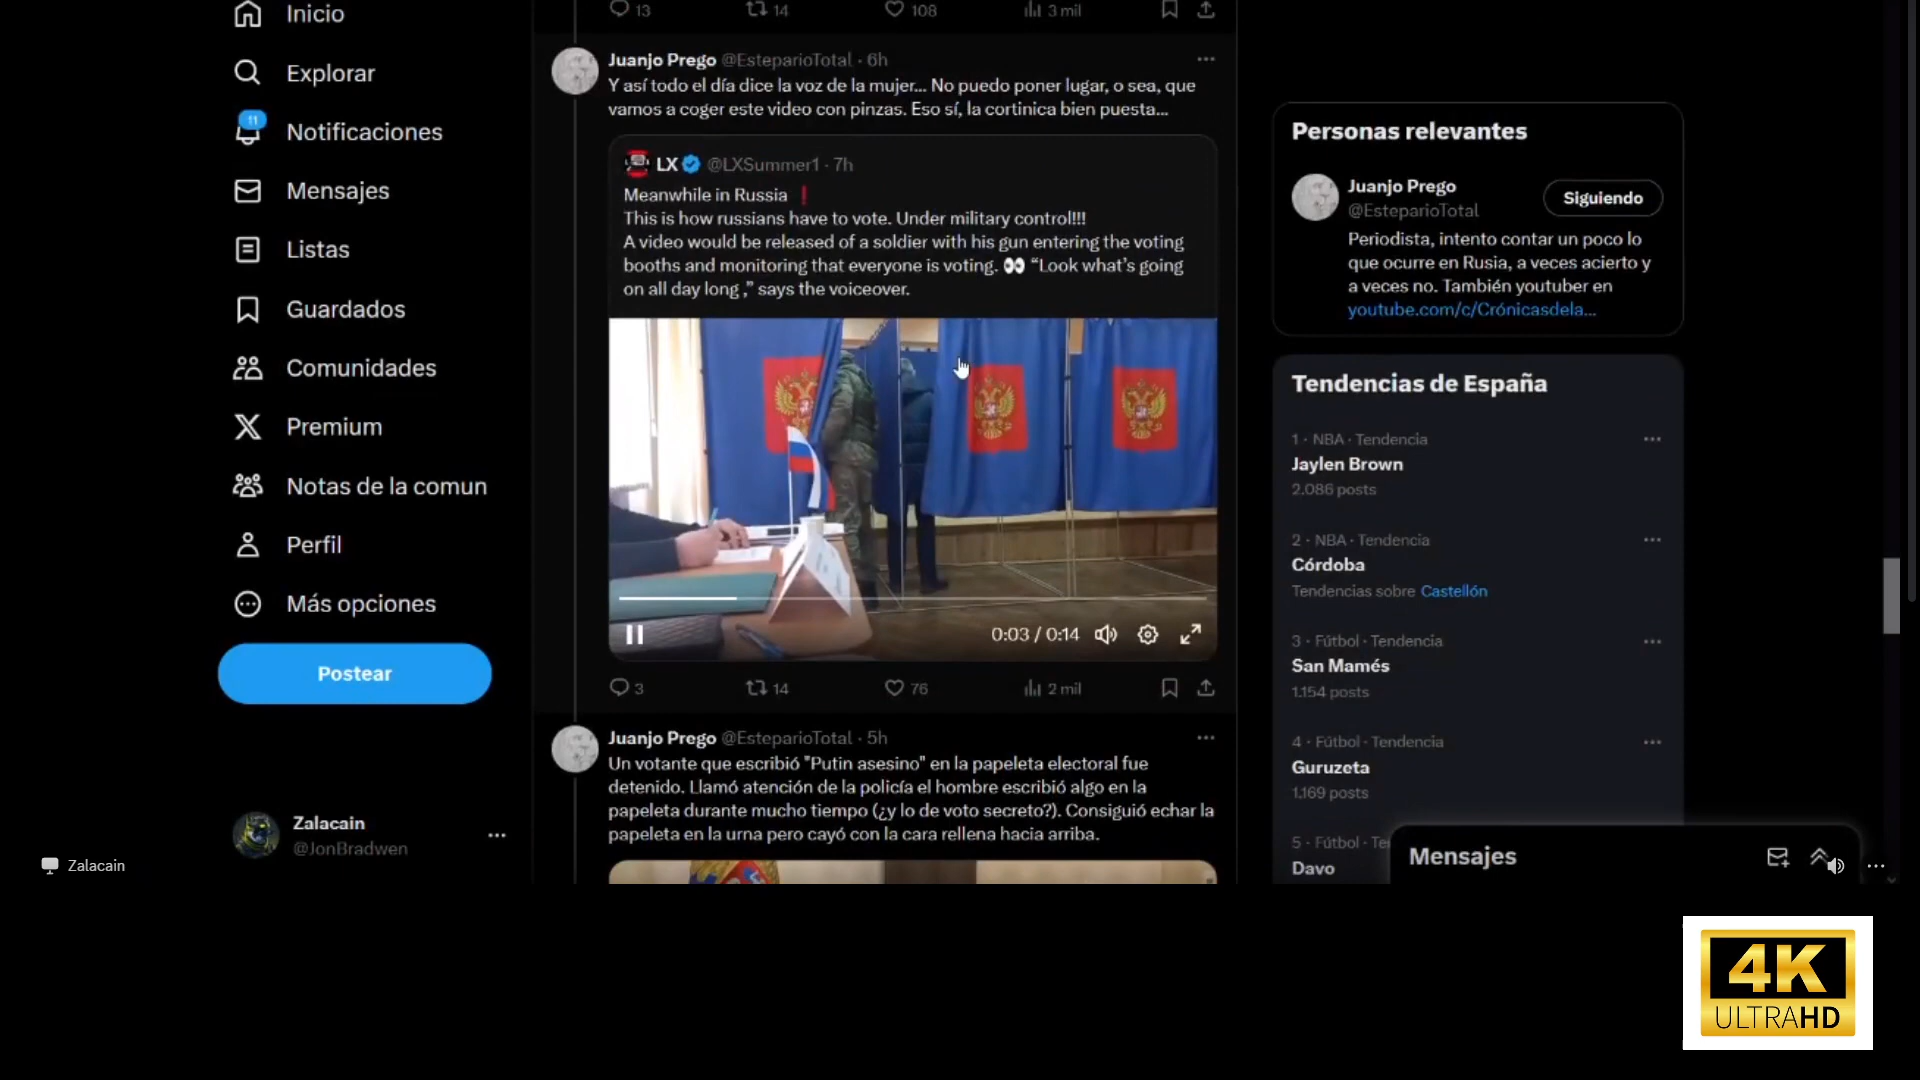 Inicio
Explorar
11
Notificaciones
Mensajes
Listas
Guardados
Comunidades
Premium
Notas de la comun
Perfil
Más opciones
Postear
Zalacain
@JonBradwen
Zalacain
13 14 108 3 mil
Juanjo Prego @EsteparioTotal · 6h
Y así todo el día dice la voz de la mujer... No puedo poner lugar, o sea, que
vamos a coger este video con pinzas. Eso sí, la cortinica bien puesta...
LX @LXSummer1 · 7h
Meanwhile in Russia ❗
This is how russians have to vote. Under military control!!!
A video would be released of a soldier with his gun entering the voting
booths and monitoring that everyone is voting. 👀 “Look what’s going
on all day long ,” says the voiceover.
0:03 / 0:14
3 14 76 2 mil
Juanjo Prego @EsteparioTotal · 5h
Un votante que escribió "Putin asesino" en la papeleta electoral fue
detenido. Llamó atención de la policía el hombre escribió algo en la
papeleta durante mucho tiempo (¿y lo de voto secreto?). Consiguió echar la
papeleta en la urna pero cayó con la cara rellena hacia arriba.
Personas relevantes
Juanjo Prego
@EsteparioTotal
Siguiendo
Periodista, intento contar un poco lo
que ocurre en Rusia, a veces acierto y
a veces no. También youtuber en
youtube.com/c/Crónicasdela...
Tendencias de España
1 · NBA · Tendencia
Jaylen Brown
2.086 posts
2 · NBA · Tendencia
Córdoba
Tendencias sobre Castellón
3 · Fútbol · Tendencia
San Mamés
1.154 posts
4 · Fútbol · Tendencia
Guruzeta
1.169 posts
5 · Fútbol · Te
Davo
Mensajes
4K
ULTRAHD